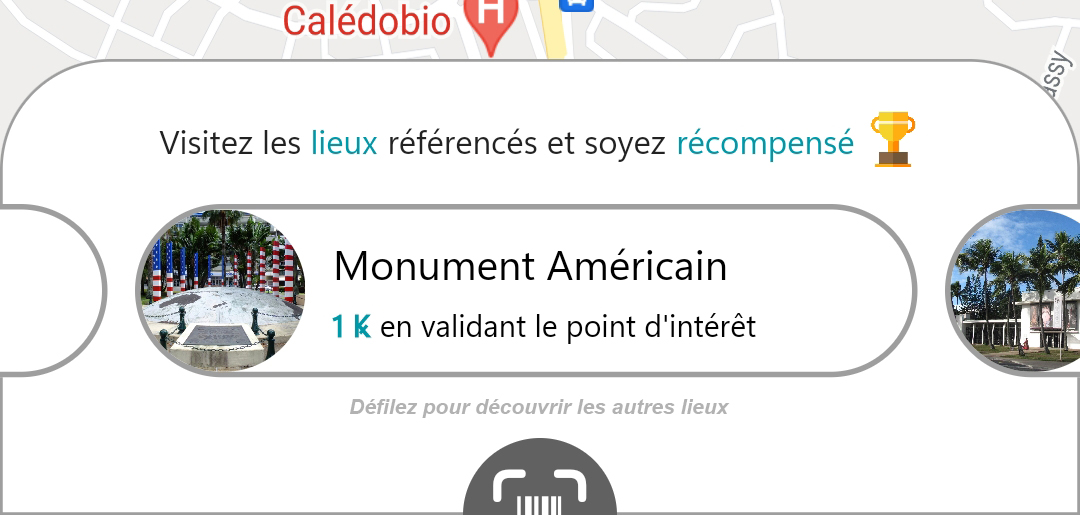 Calédobio
H
assy
Visitez les lieux référencés et soyez récompensé
Monument Américain
1 K en validant le point d'intérêt
Défilez pour découvrir les autres lieux